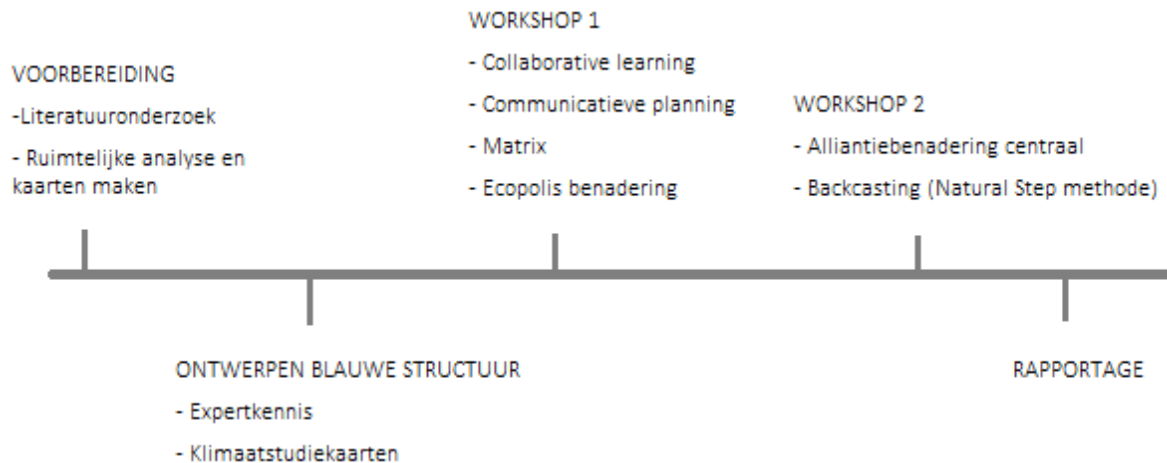 VOORBEREIDING
-Literatuuronderzoek
- Ruimtelijke analyse en
kaarten maken
ONTWERPEN BLAUWE STRUCTUUR
- Expertkennis
- Klimaatstudiekaarten
WORKSHOP 1
- Collaborative learning
- Communicatieve planning
- Matrix
- Ecopolis benadering
WORKSHOP 2
- Alliantiebenadering centraal
- Backcasting (Natural Step methode)
RAPPORTAGE